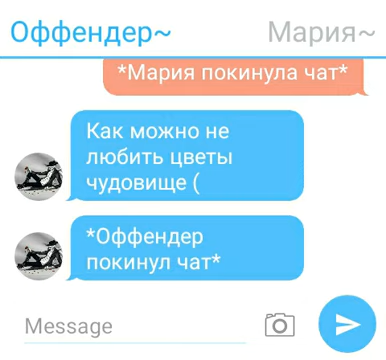 Оффендер~ Мария~
*Мария покинула чат*
Как можно не
любить цветы
чудовище (
*Оффендер
покинул чат*
Message